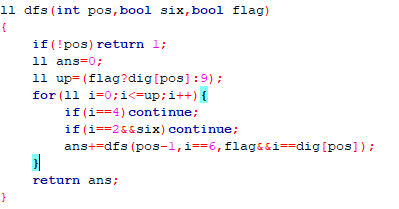 ll dfs(int pos,bool six,bool flag)
{
    if(!pos)return 1;
    ll ans=0;
    ll up=(flag?dig[pos]:9);
    for(ll i=0;i<=up;i++){
        if(i==4)continue;
        if(i==2&&six)continue;
        ans+=dfs(pos-1,i==6,flag&&i==dig[pos]);
    }
    return ans;
}